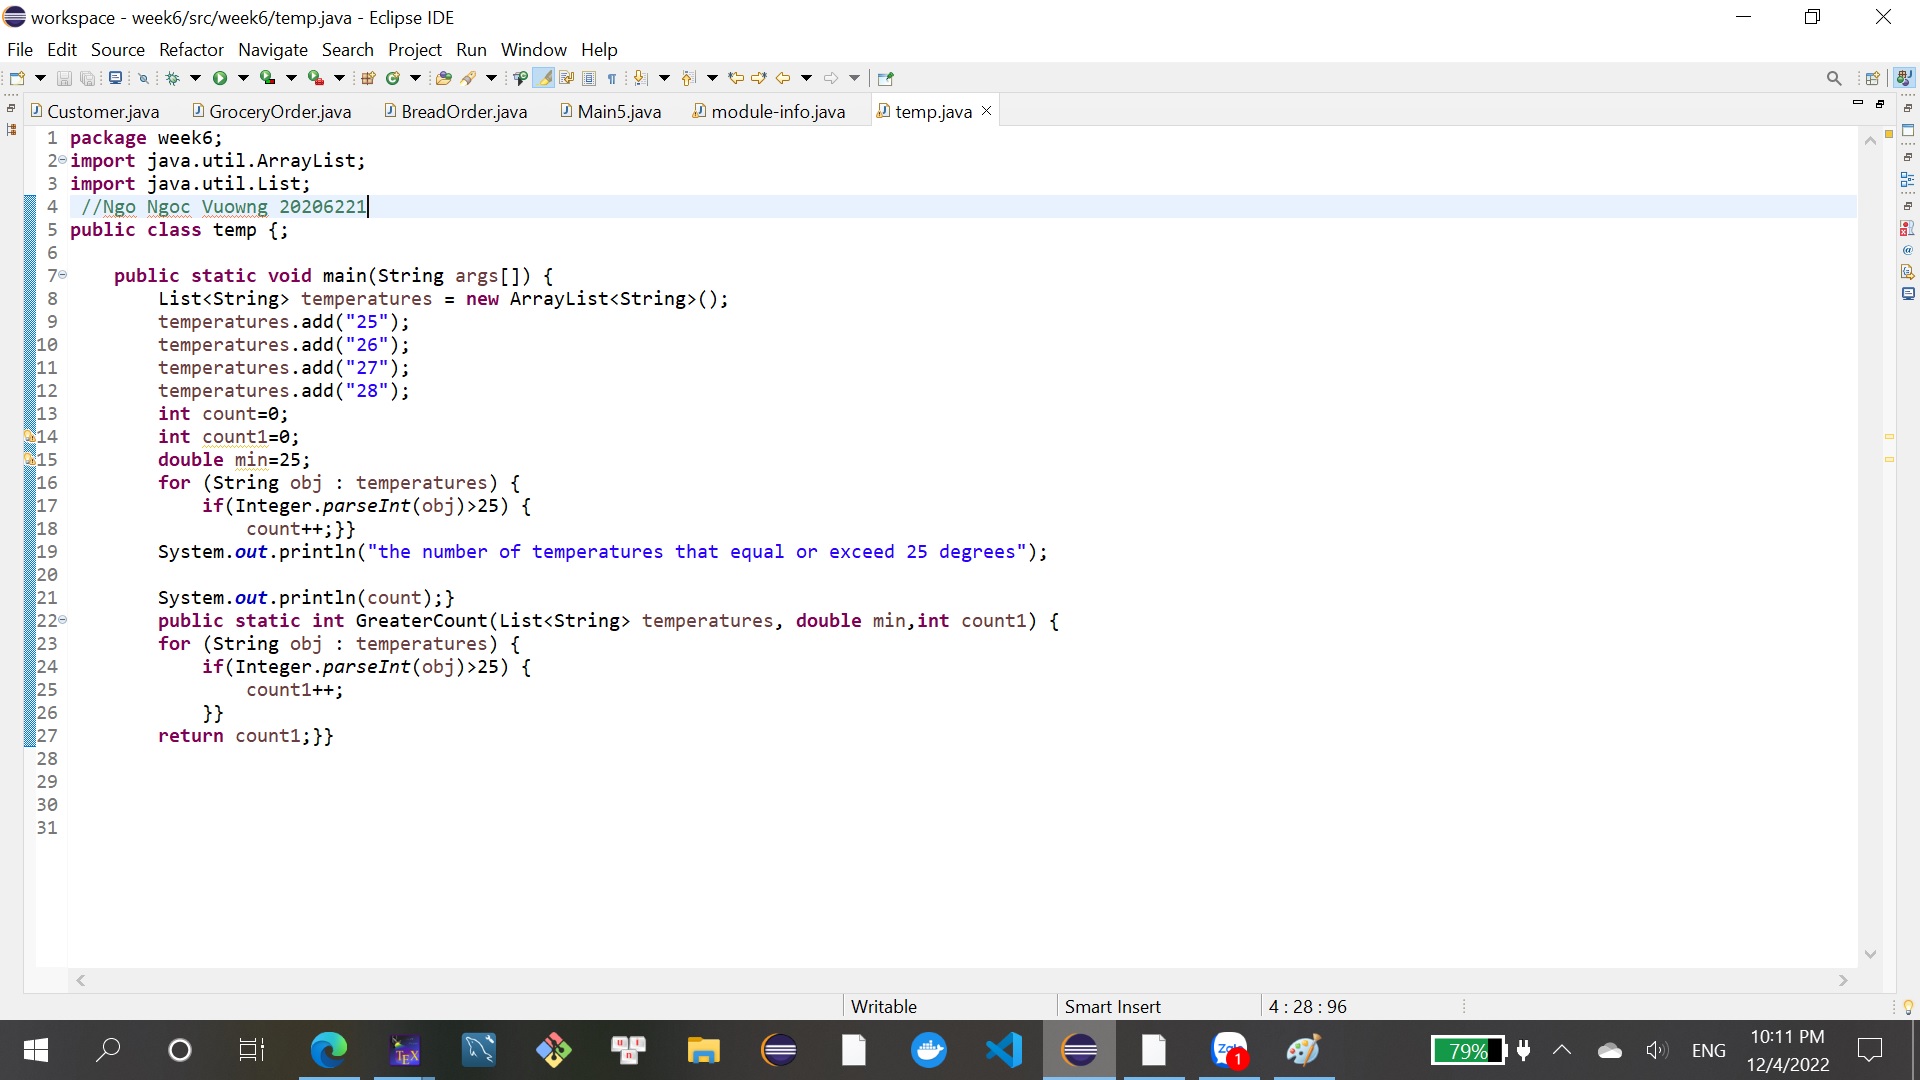 workspace - week6/src/week6/temp.java - Eclipse IDE
File Edit Source Refactor Navigate Search Project Run Window Help
Customer.java GroceryOrder.java BreadOrder.java Main5.java module-info.java temp.java
1 package week6;
2 import java.util.ArrayList;
3 import java.util.List;
4 //Ngo Ngoc Vuowng 20206221
5 public class temp {;
6
7 public static void main(String args[]) {
8 List<String> temperatures = new ArrayList<String>();
9 temperatures.add("25");
10 temperatures.add("26");
11 temperatures.add("27");
12 temperatures.add("28");
13 int count=0;
14 int count1=0;
15 double min=25;
16 for (String obj : temperatures) {
17 if(Integer.parseInt(obj)>25) {
18 count++;}}
19 System.out.println("the number of temperatures that equal or exceed 25 degrees");
20
21 System.out.println(count);}
22 public static int GreaterCount(List<String> temperatures, double min,int count1) {
23 for (String obj : temperatures) {
24 if(Integer.parseInt(obj)>25) {
25 count1++;
26 }}
27 return count1;}}
28
29
30
31
Writable Smart Insert 4 : 28 : 96
79% ENG 10:11 PM
12/4/2022
TEX
u i n
Zalo
1